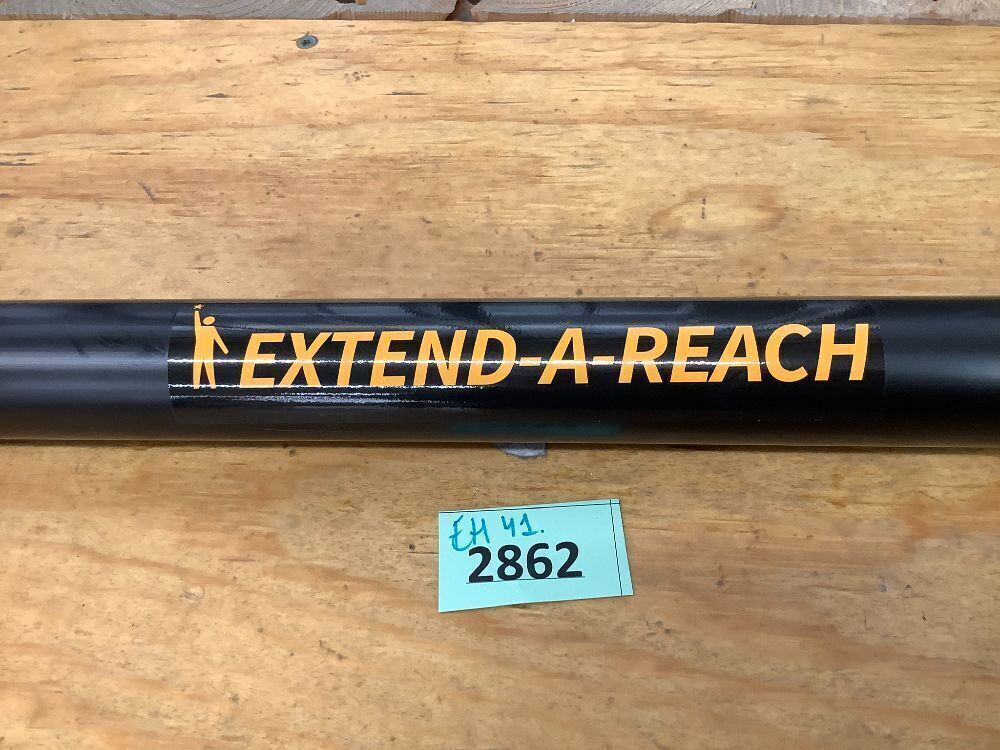 EXTEND-A-REACH
EH 41.
2862